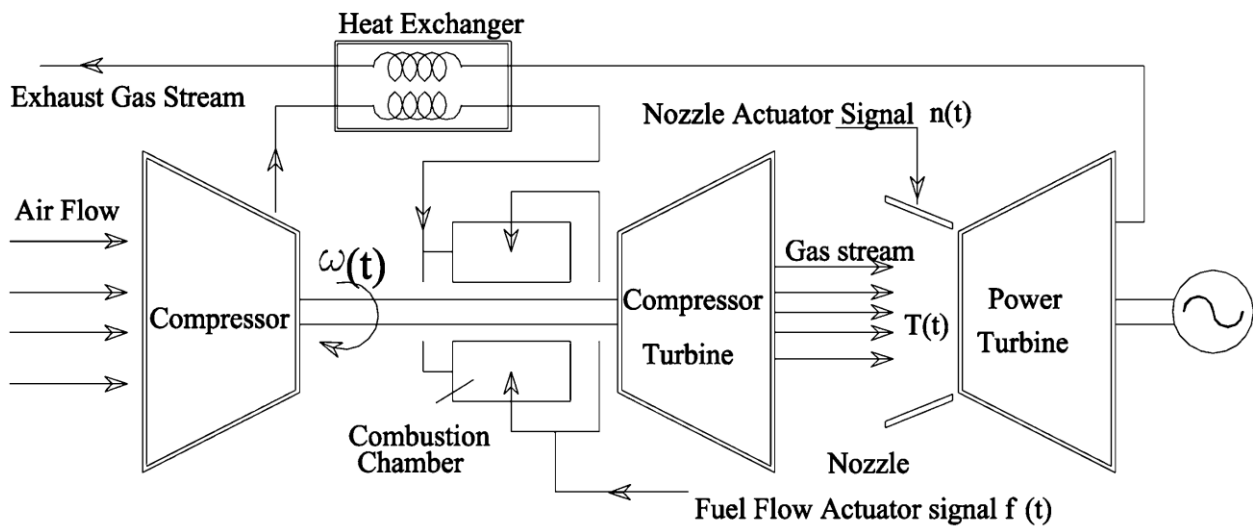 Heat Exchanger
Exhaust Gas Stream
Nozzle Actuator Signal n(t)
Air Flow
ω(t)
Gas stream
Compressor
Compressor
Turbine
T(t)
Power
Turbine
Combustion
Chamber
Nozzle
Fuel Flow Actuator signal f (t)